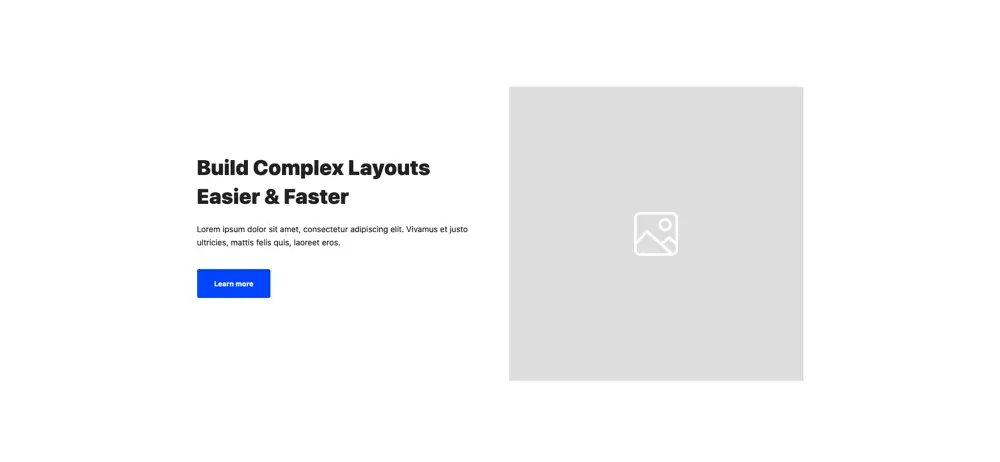 Build Complex Layouts
Easier & Faster
Lorem ipsum dolor sit amet, consectetur adipiscing elit. Vivamus et justo
ultricies, mattis felis quis, laoreet eros.
Learn more